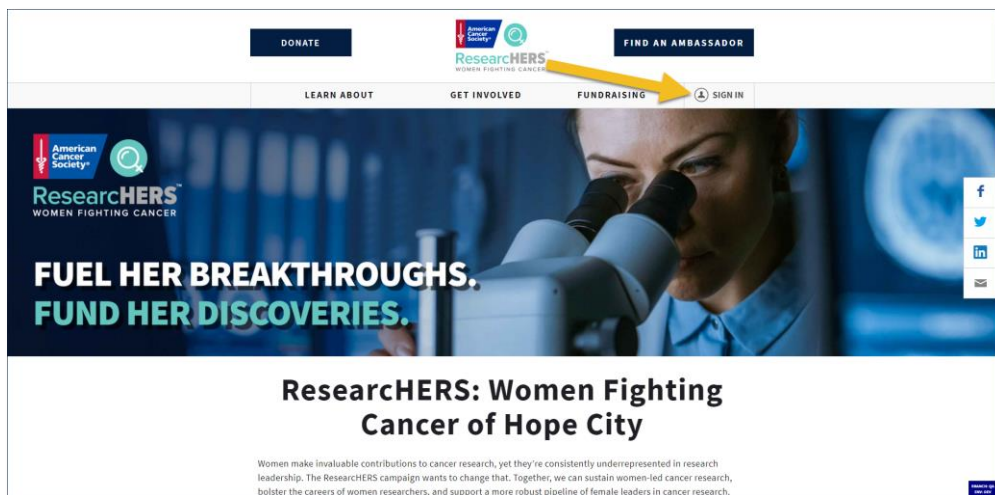 DONATE
American
Cancer
Society®
ResearcHERS™
WOMEN FIGHTING CANCER
FIND AN AMBASSADOR
LEARN ABOUT
GET INVOLVED
FUNDRAISING
SIGN IN
American
Cancer
Society®
ResearcHERS™
WOMEN FIGHTING CANCER
FUEL HER BREAKTHROUGHS.
FUND HER DISCOVERIES.
f
in
ResearcHERS: Women Fighting
Cancer of Hope City
Women make invaluable contributions to cancer research, yet they're consistently underrepresented in research
leadership. The ResearcHERS campaign wants to change that. Together, we can sustain women-led cancer research,
bolster the careers of women researchers, and support a more robust pipeline of female leaders in cancer research.